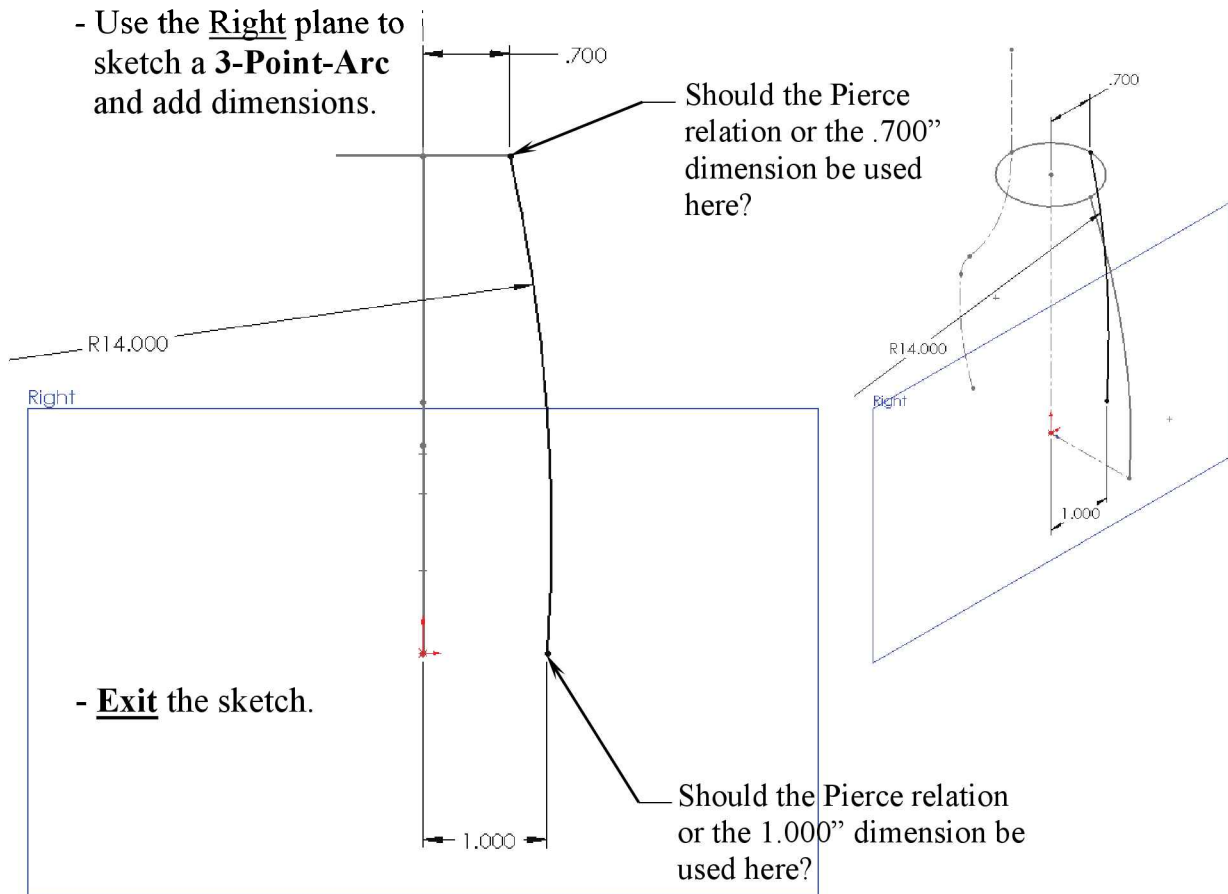 - Use the Right plane to
sketch a 3-Point-Arc
and add dimensions.
.700
Should the Pierce
relation or the .700”
dimension be used
here?
R14.000
Right
- Exit the sketch.
1.000
Should the Pierce relation
or the 1.000” dimension be
used here?
.700
R14.000
Right
1.000